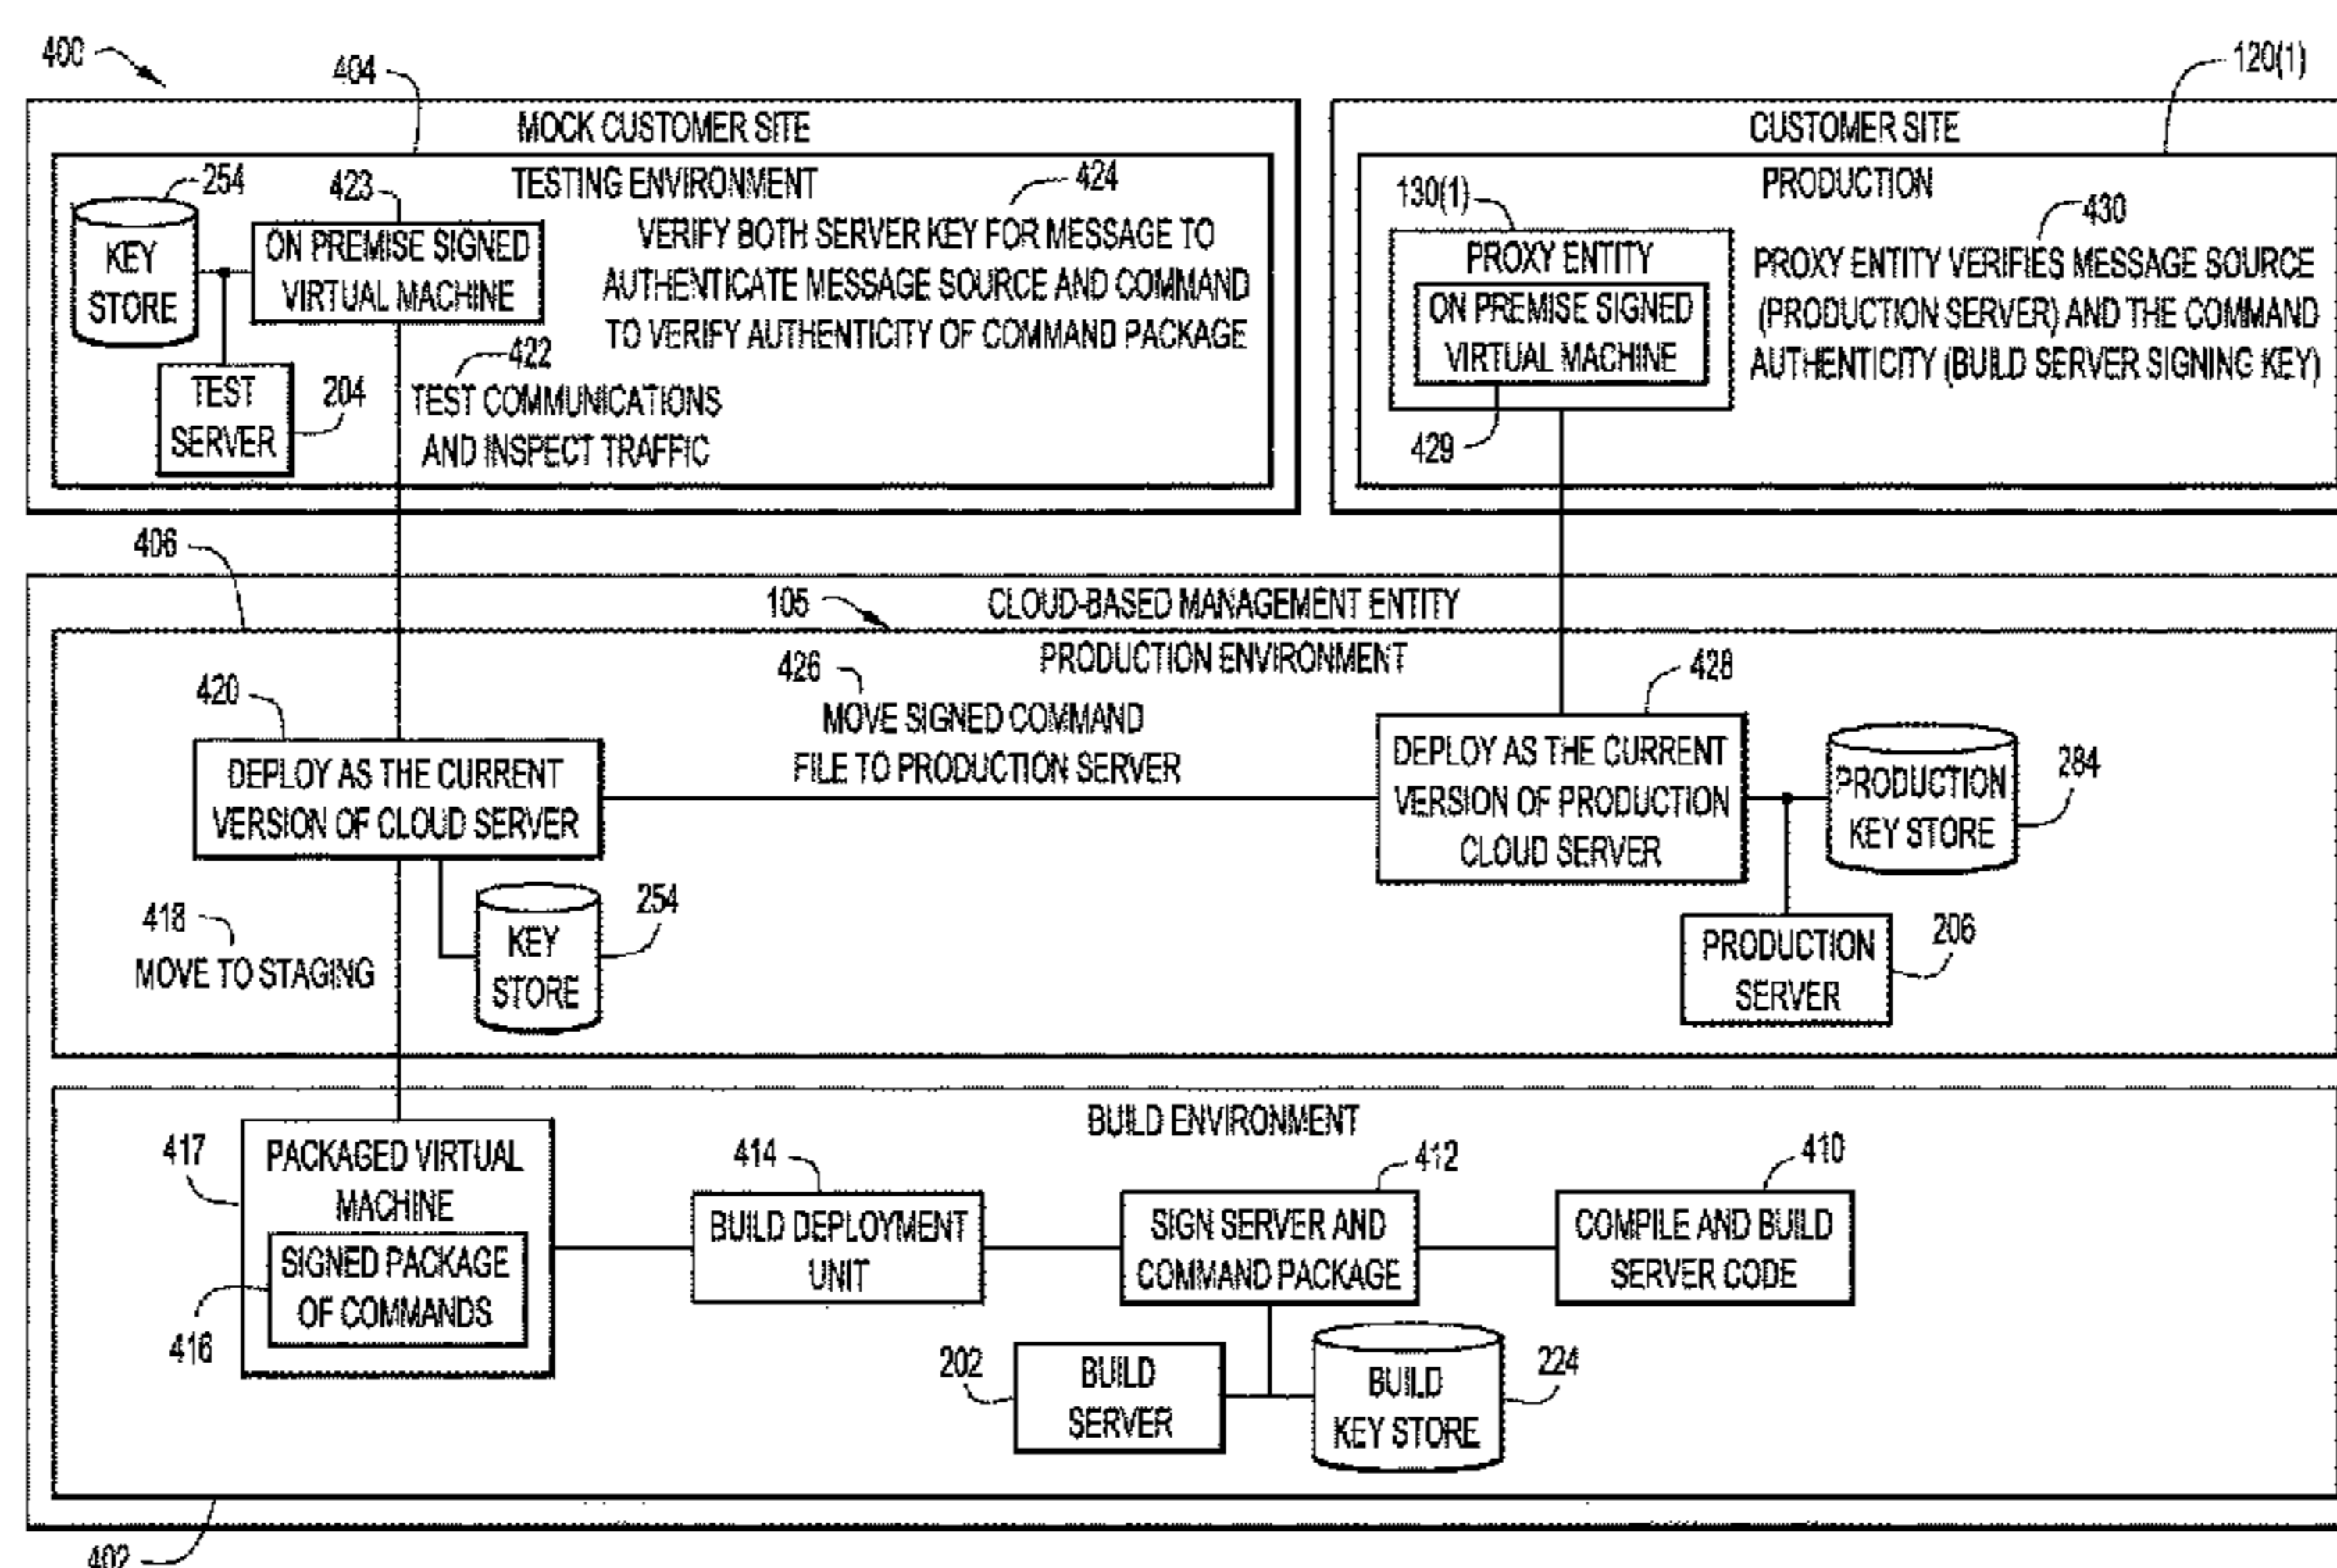 400
404
120(1)
MOCK CUSTOMER SITE
CUSTOMER SITE
254
423
TESTING ENVIRONMENT
424
KEY
STORE
ON PREMISE SIGNED
VIRTUAL MACHINE
VERIFY BOTH SERVER KEY FOR MESSAGE TO
AUTHENTICATE MESSAGE SOURCE AND COMMAND
TO VERIFY AUTHENTICITY OF COMMAND PACKAGE
TEST
SERVER
204
422
TEST COMMUNICATIONS
AND INSPECT TRAFFIC
PRODUCTION
130(1)
430
PROXY ENTITY
ON PREMISE SIGNED
VIRTUAL MACHINE
429
PROXY ENTITY VERIFIES MESSAGE SOURCE
(PRODUCTION SERVER) AND THE COMMAND
AUTHENTICITY (BUILD SERVER SIGNING KEY)
406
105
CLOUD-BASED MANAGEMENT ENTITY
PRODUCTION ENVIRONMENT
420
426
428
DEPLOY AS THE CURRENT
VERSION OF CLOUD SERVER
MOVE SIGNED COMMAND
FILE TO PRODUCTION SERVER
DEPLOY AS THE CURRENT
VERSION OF PRODUCTION
CLOUD SERVER
PRODUCTION
KEY STORE
284
418
MOVE TO STAGING
KEY
STORE
254
PRODUCTION
SERVER
206
BUILD ENVIRONMENT
417
PACKAGED VIRTUAL
MACHINE
SIGNED PACKAGE
OF COMMANDS
416
414
BUILD DEPLOYMENT
UNIT
412
SIGN SERVER AND
COMMAND PACKAGE
410
COMPILE AND BUILD
SERVER CODE
202
BUILD
SERVER
BUILD
KEY STORE
224
402